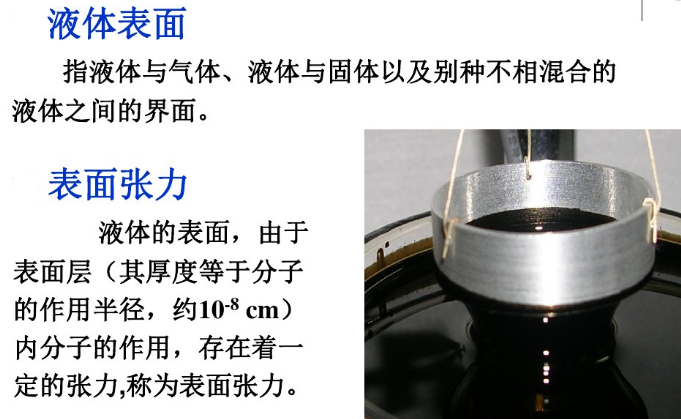 液体表面
指液体与气体、液体与固体以及别种不相混合的
液体之间的界面。
表面张力
液体的表面，由于
表面层（其厚度等于分子
的作用半径，约10⁻⁸ cm）
内分子的作用，存在着一
定的张力,称为表面张力。